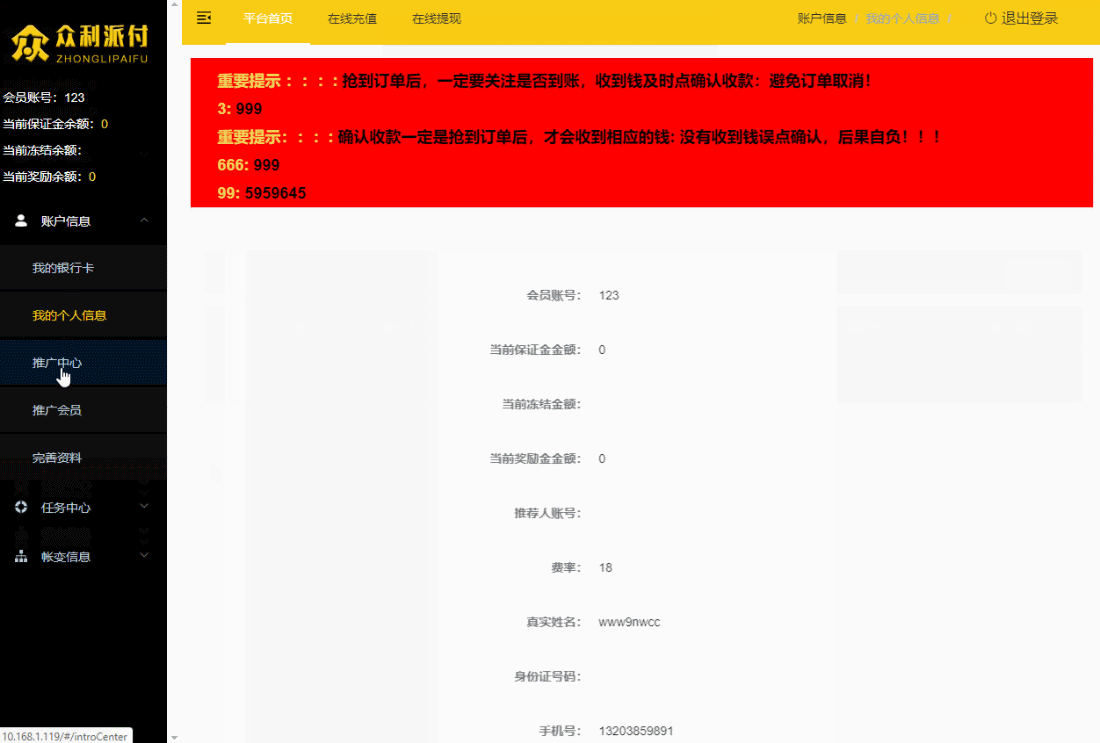 众利派付
ZHONGLIPAIFU
会员账号：123
当前保证金余额：0
当前冻结余额：
当前奖励余额：0
账户信息
我的银行卡
我的个人信息
推广中心
推广会员
完善资料
任务中心
帐变信息
10.168.1.119/#/introCenter
平台首页 在线充值 在线提现
账户信息 / 我的个人信息 / 退出登录
重要提示：：：：抢到订单后，一定要关注是否到账，收到钱及时点确认收款：避免订单取消！
3: 999
重要提示：：：：确认收款一定是抢到订单后，才会收到相应的钱: 没有收到钱误点确认，后果自负！！！
666: 999
99: 5959645
会员账号： 123
当前保证金金额： 0
当前冻结金额：
当前奖励金金额： 0
推荐人账号：
费率： 18
真实姓名： www9nwcc
身份证号码：
手机号： 13203859891